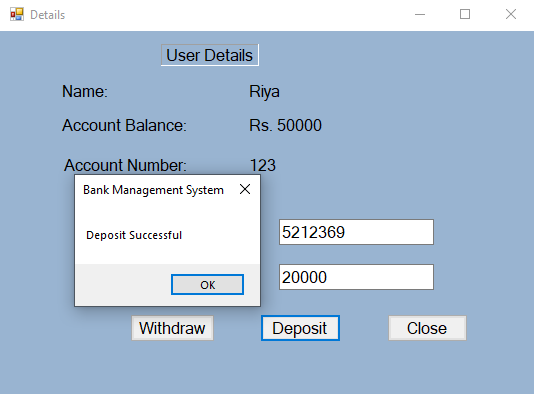 Details
User Details
Name: Riya
Account Balance: Rs. 50000
Account Number: 123
Bank Management System
Deposit Successful
5212369
OK
20000
Withdraw Deposit Close